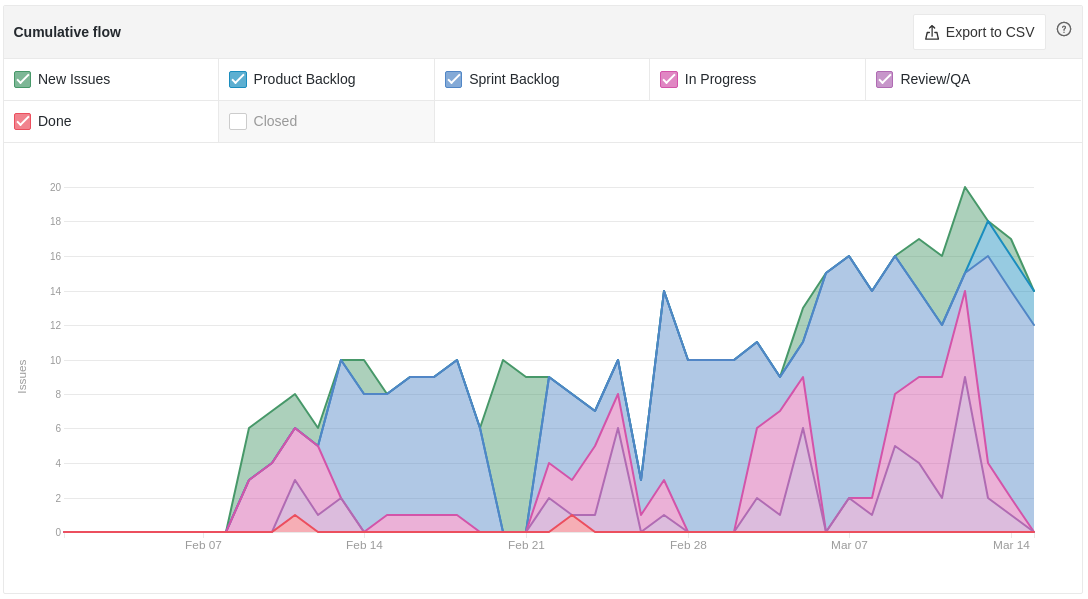 Cumulative flow
Export to CSV
?
New Issues
Product Backlog
Sprint Backlog
In Progress
Review/QA
Done
Closed
20
18
16
14
12
10
8
6
4
2
0
Issues
Feb 07
Feb 14
Feb 21
Feb 28
Mar 07
Mar 14